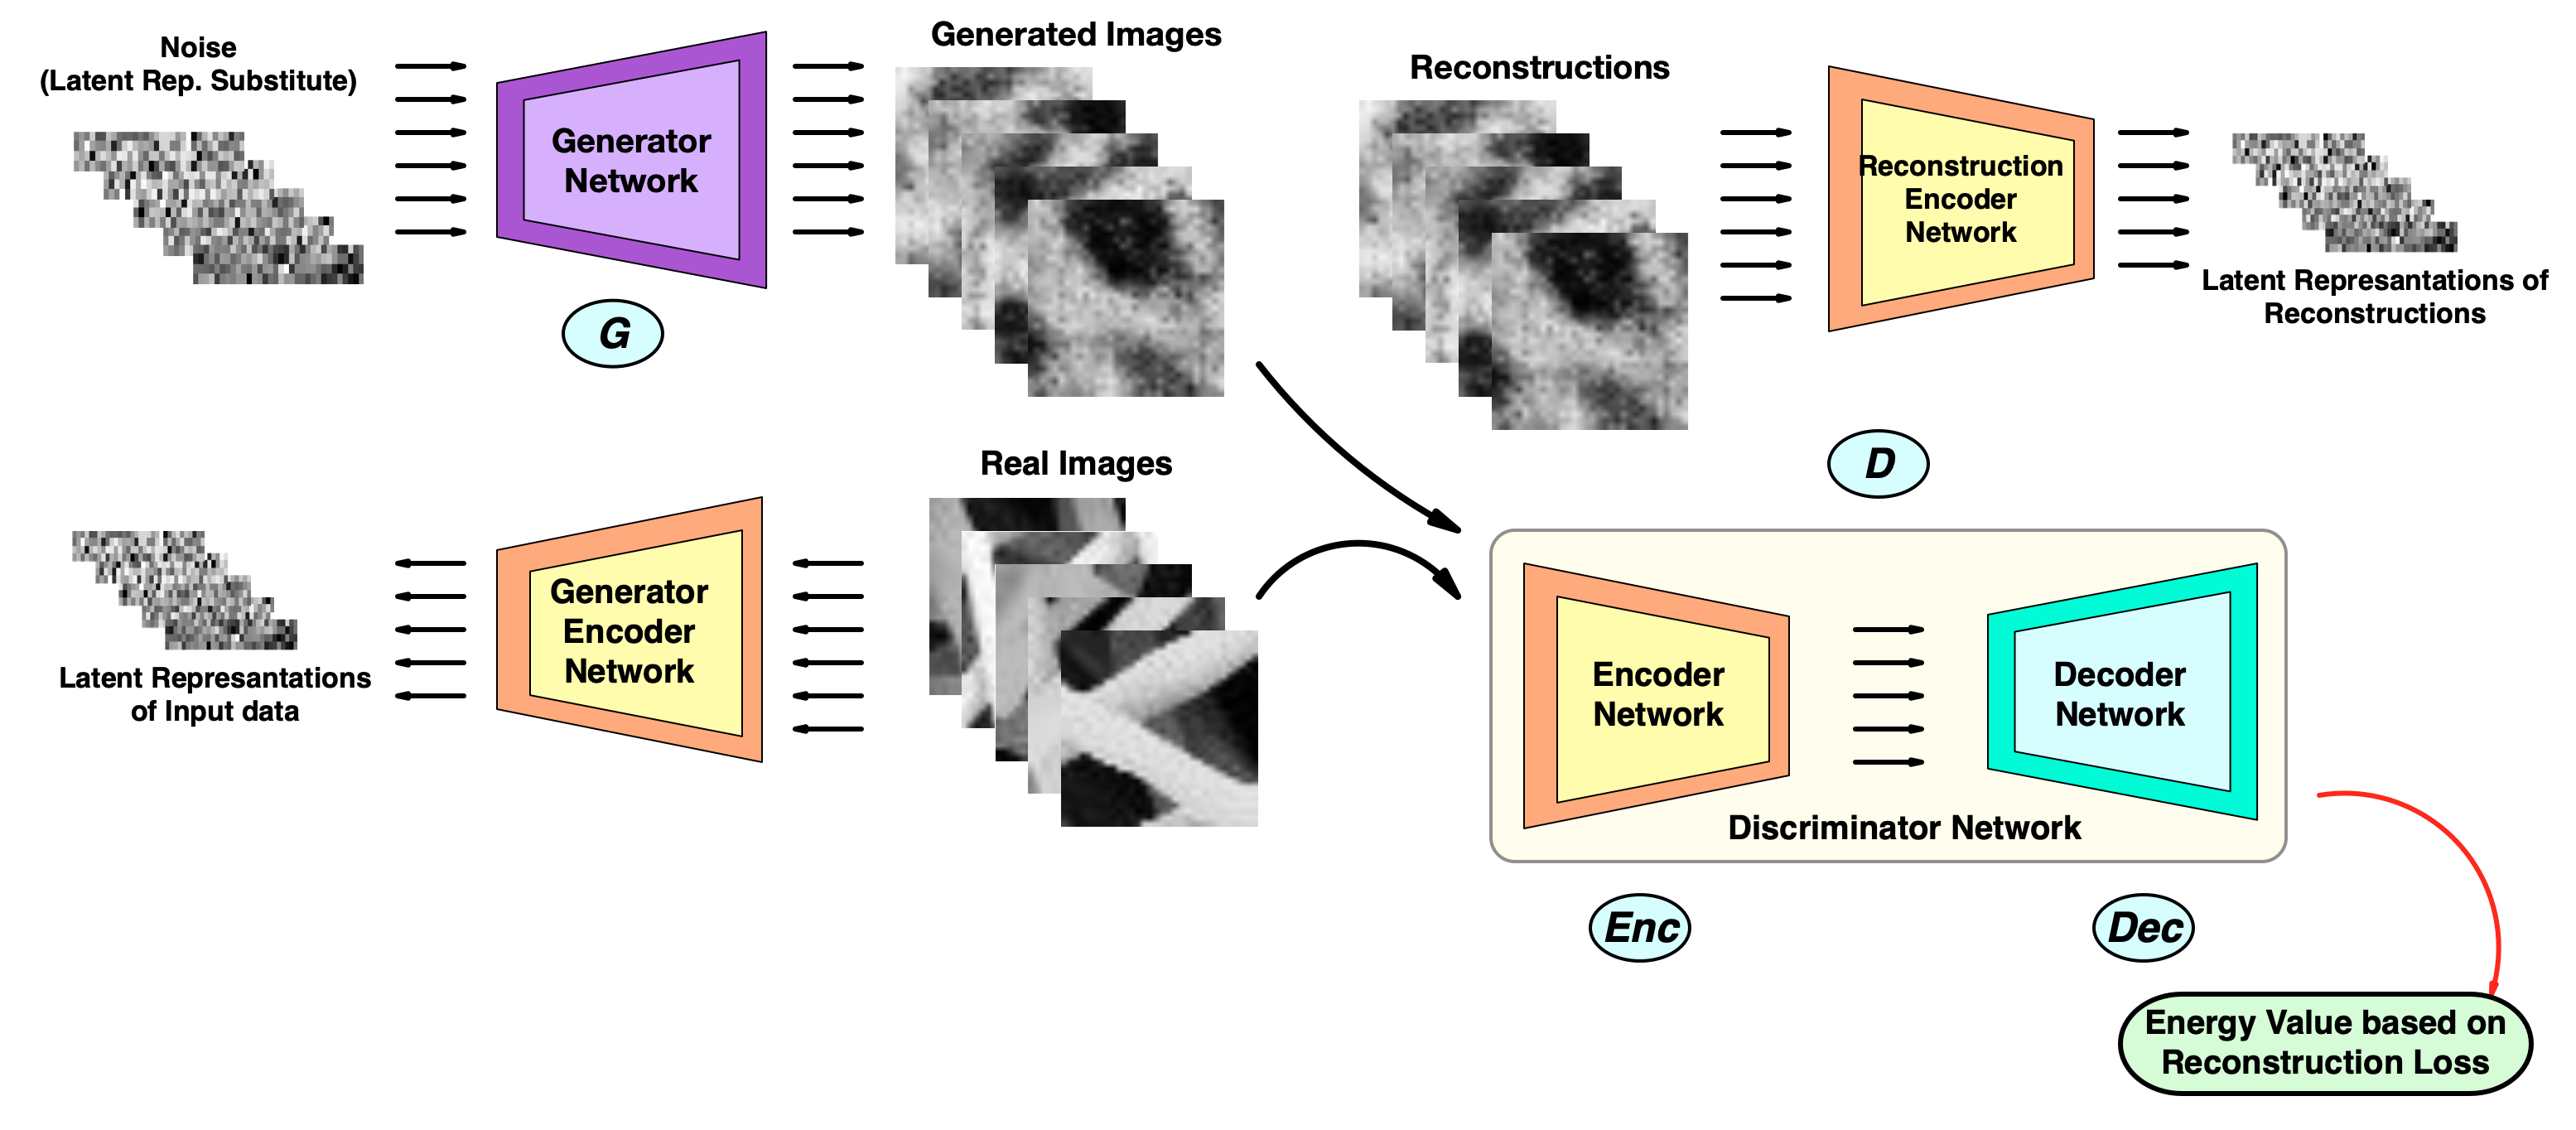 Noise
(Latent Rep. Substitute)
Generator
Network
G
Generated Images
Reconstructions
Reconstruction
Encoder
Network
Latent Represantations of
Reconstructions
D
Real Images
Generator
Encoder
Network
Latent Represantations
of Input data
Encoder
Network
Decoder
Network
Discriminator Network
Enc
Dec
Energy Value based on
Reconstruction Loss